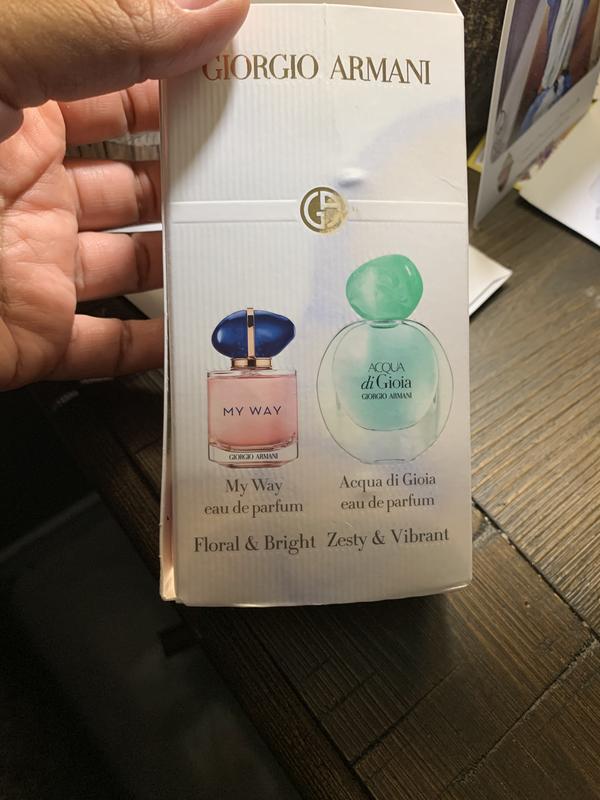 GIORGIO ARMANI
GA
MY WAY
GIORGIO ARMANI
ACQUA
di Gioia
GIORGIO ARMANI
My Way
eau de parfum
Floral & Bright
Acqua di Gioia
eau de parfum
Zesty & Vibrant